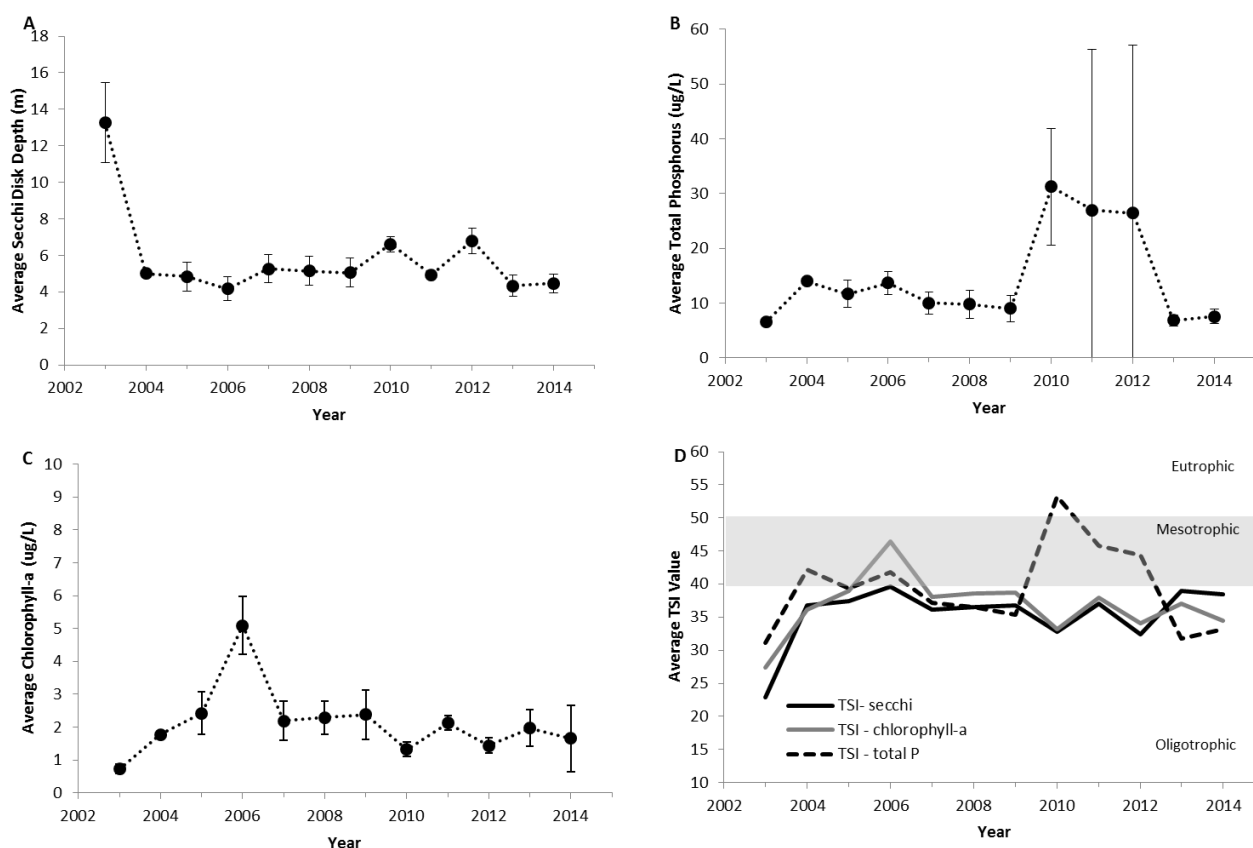 A
Average Secchi Disk Depth (m)
18
16
14
12
10
8
6
4
2
0
2002 2004 2006 2008 2010 2012 2014
Year
B
Average Total Phosphorus (ug/L)
60
50
40
30
20
10
0
2002 2004 2006 2008 2010 2012 2014
Year
C
Average Chlorophyll-a (ug/L)
10
9
8
7
6
5
4
3
2
1
0
2002 2004 2006 2008 2010 2012 2014
Year
D
Average TSI Value
60
55
50
45
40
35
30
25
20
15
10
Eutrophic
Mesotrophic
Oligotrophic
TSI- secchi
TSI - chlorophyll-a
TSI - total P
2002 2004 2006 2008 2010 2012 2014
Year